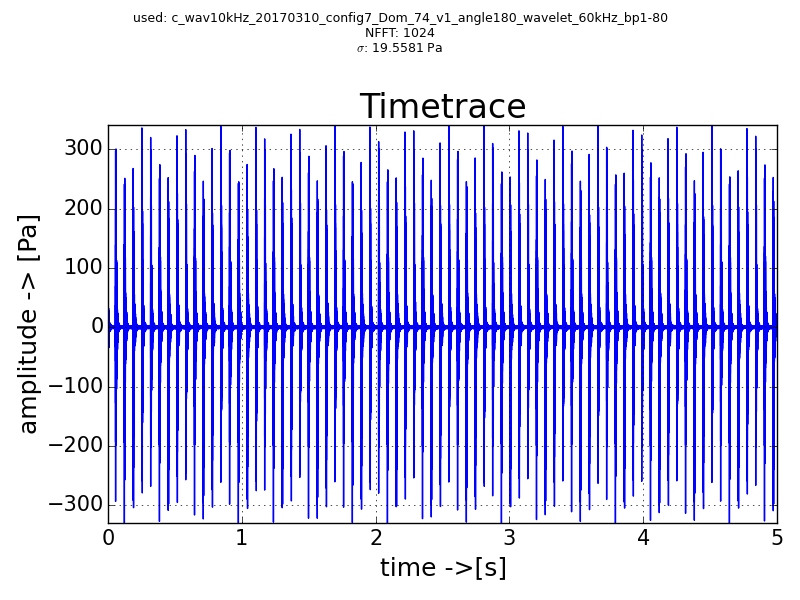 used: c_wav10kHz_20170310_config7_Dom_74_v1_angle180_wavelet_60kHz_bp1-80
NFFT: 1024
σ: 19.5581 Pa
Timetrace
amplitude -> [Pa]
300
200
100
0
−100
−200
−300
0 1 2 3 4 5
time ->[s]